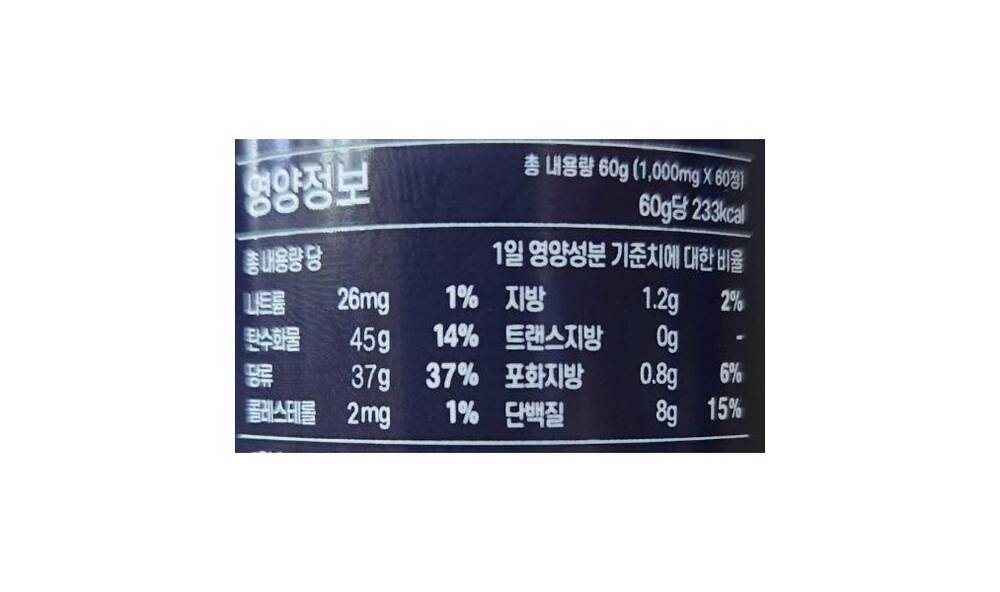 영양정보
총 내용량 60g (1,000mg X 60정)
60g당 233kcal
총 내용량 당 1일 영양성분 기준치에 대한 비율
나트륨 26mg 1% 지방 1.2g 2%
탄수화물 45g 14% 트랜스지방 0g -
당류 37g 37% 포화지방 0.8g 6%
콜레스테롤 2mg 1% 단백질 8g 15%